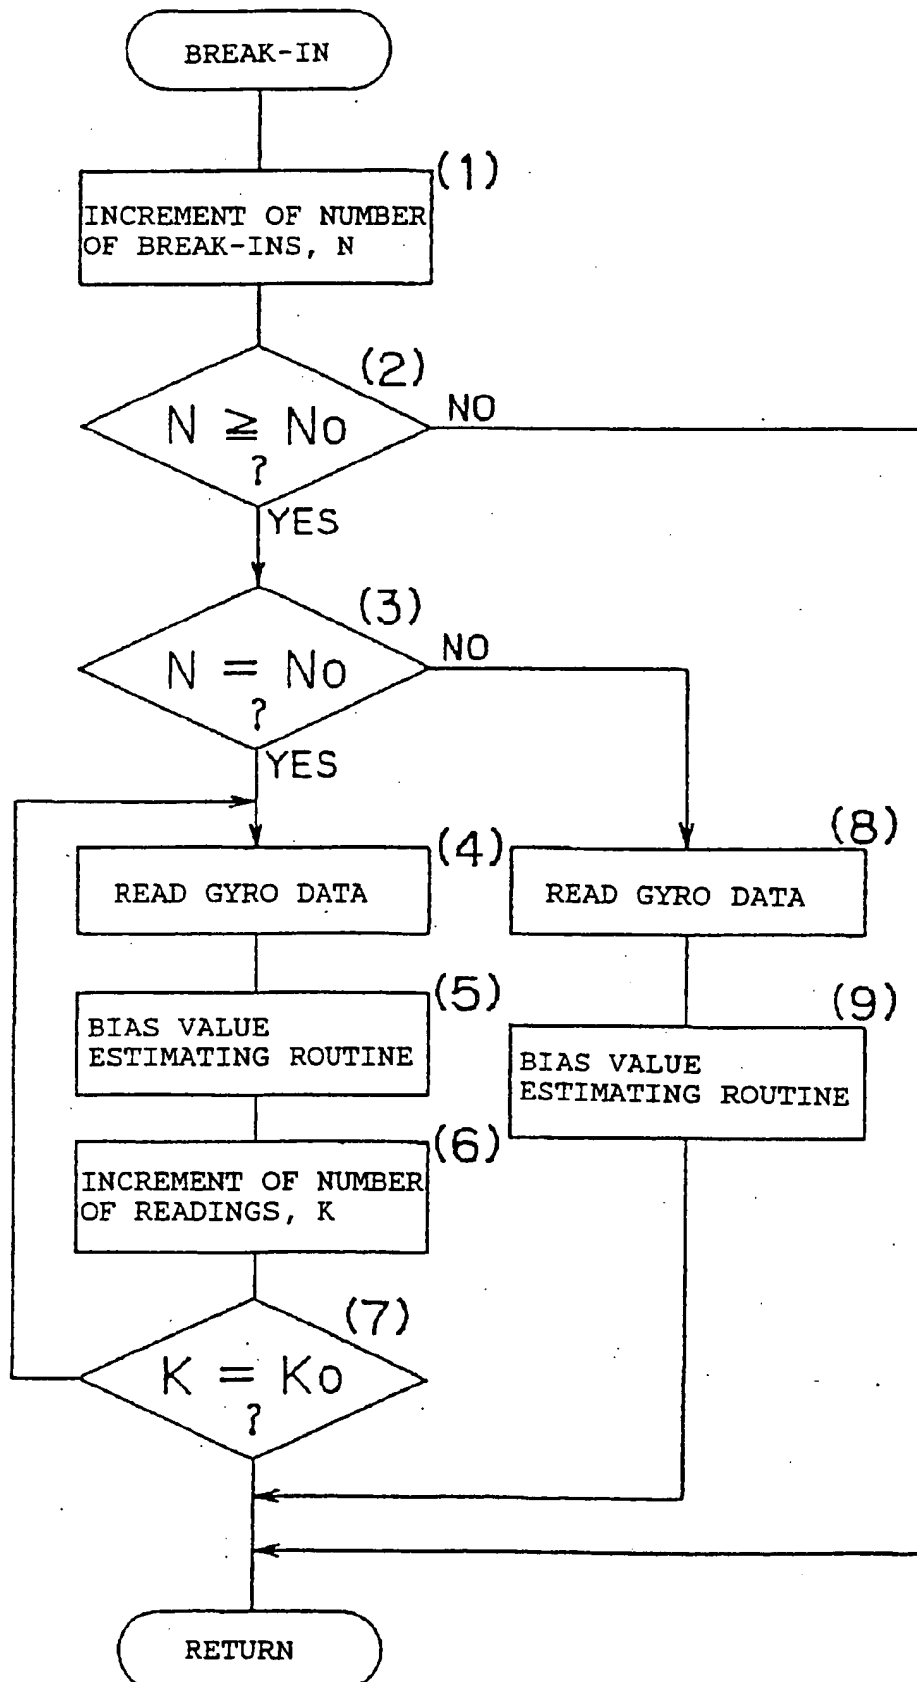 BREAK-IN
(1)
INCREMENT OF NUMBER
OF BREAK-INS, N
(2)
N ≧ No
?
NO
YES
(3)
N = No
?
NO
YES
(4)
READ GYRO DATA
(8)
READ GYRO DATA
(5)
BIAS VALUE
ESTIMATING ROUTINE
(9)
BIAS VALUE
ESTIMATING ROUTINE
(6)
INCREMENT OF NUMBER
OF READINGS, K
(7)
K = Ko
?
RETURN